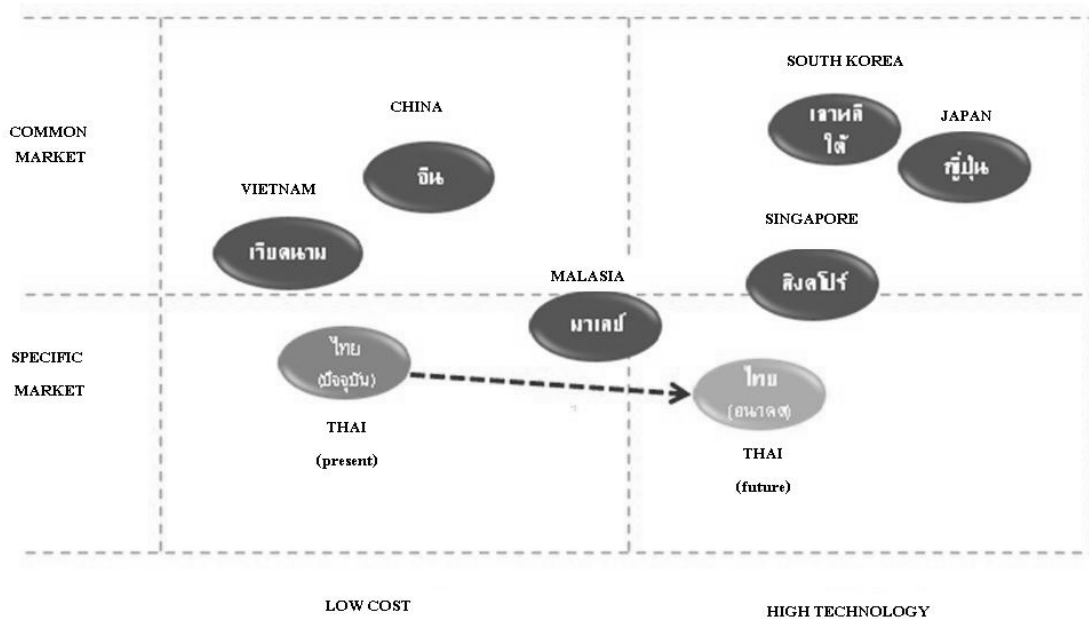 SOUTH KOREA
เกาหลี
ใต้
CHINA
จีน
JAPAN
ญี่ปุ่น
COMMON
MARKET
VIETNAM
เวียดนาม
SINGAPORE
สิงคโปร์
MALASIA
มาเลย์
SPECIFIC
MARKET
ไทย
(ปัจจุบัน)
THAI
(present)
ไทย
(อนาคต)
THAI
(future)
LOW COST
HIGH TECHNOLOGY